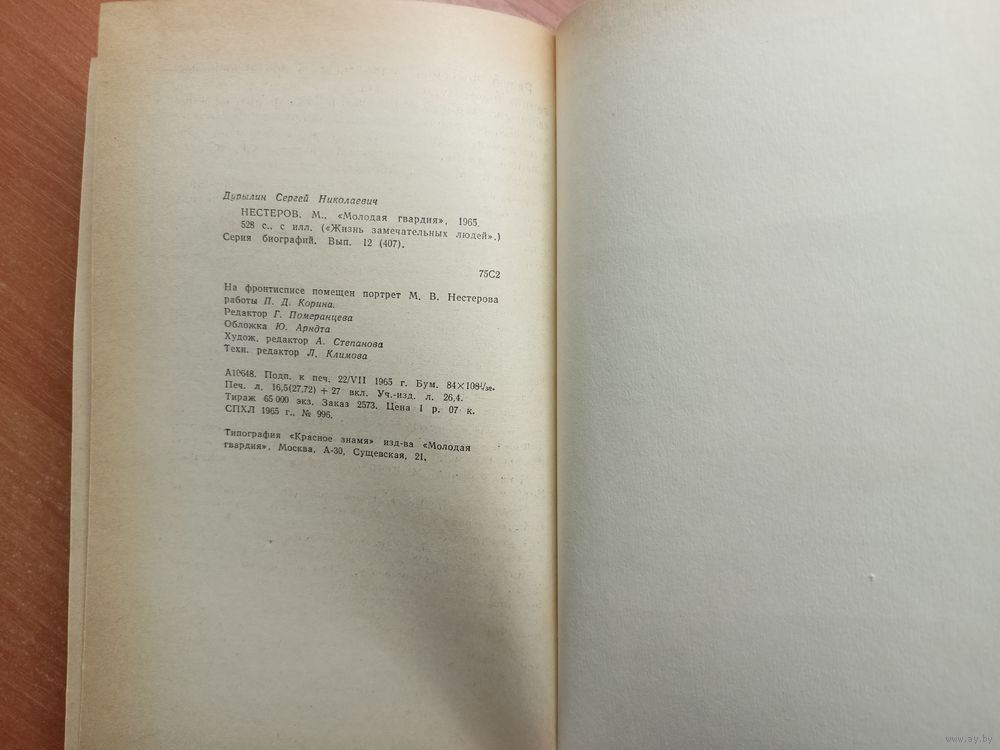 Дурылин Сергей Николаевич
НЕСТЕРОВ. М., «Молодая гвардия», 1965.
528 с., с илл. («Жизнь замечательных людей».)
Серия биографий. Вып. 12 (407).
75С2
На фронтисписе помещен портрет М. В. Нестерова
работы П. Д. Корина.
Редактор Г. Померанцева
Обложка Ю. Арндта
Худож. редактор А. Степанова
Техн. редактор Л. Климова
А10648. Подп. к печ. 22/VII 1965 г. Бум. 84×108¹/₃₂.
Печ. л. 16,5(27,72) + 27 вкл. Уч.-изд. л. 26,4.
Тираж 65 000 экз. Заказ 2573. Цена 1 р. 07 к.
СПХЛ 1965 г., № 996.
Типография «Красное знамя» изд-ва «Молодая
гвардия». Москва, А-30, Сущевская, 21.
www.ay.by